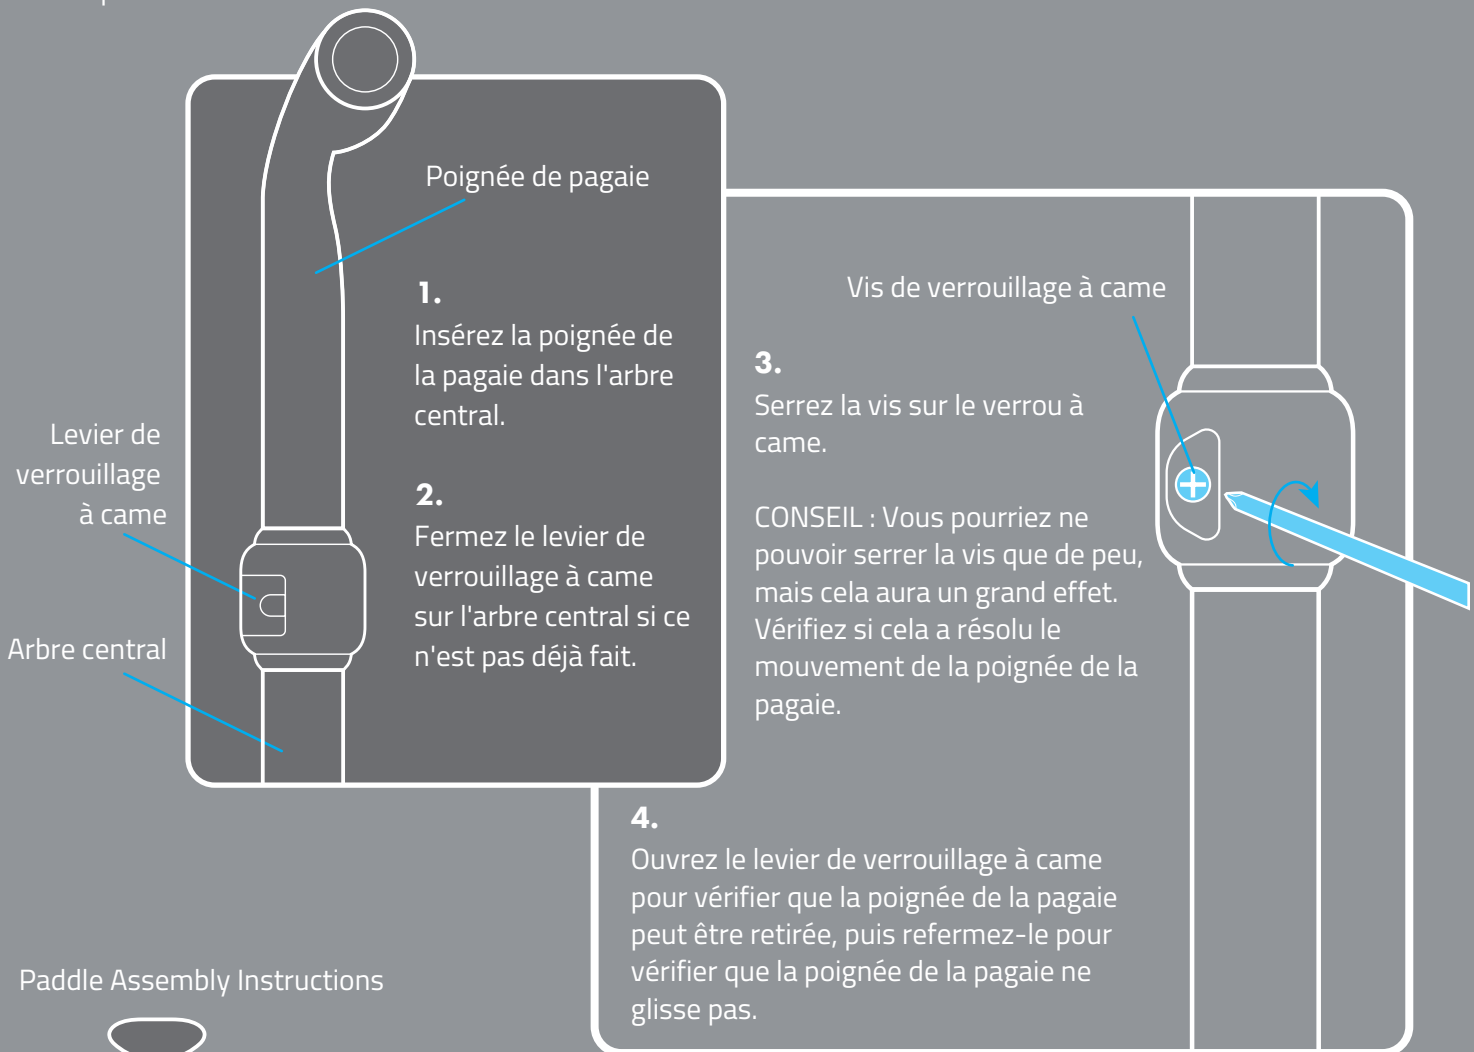 Poignée de pagaie
1.
Insérez la poignée de
la pagaie dans l'arbre
central.
Levier de
verrouillage
à came
2.
Fermez le levier de
verrouillage à came
sur l'arbre central si ce
n'est pas déjà fait.
Arbre central
Vis de verrouillage à came
3.
Serrez la vis sur le verrou à
came.
CONSEIL : Vous pourriez ne
pouvoir serrer la vis que de peu,
mais cela aura un grand effet.
Vérifiez si cela a résolu le
mouvement de la poignée de la
pagaie.
4.
Ouvrez le levier de verrouillage à came
pour vérifier que la poignée de la pagaie
peut être retirée, puis refermez-le pour
vérifier que la poignée de la pagaie ne
glisse pas.
Paddle Assembly Instructions